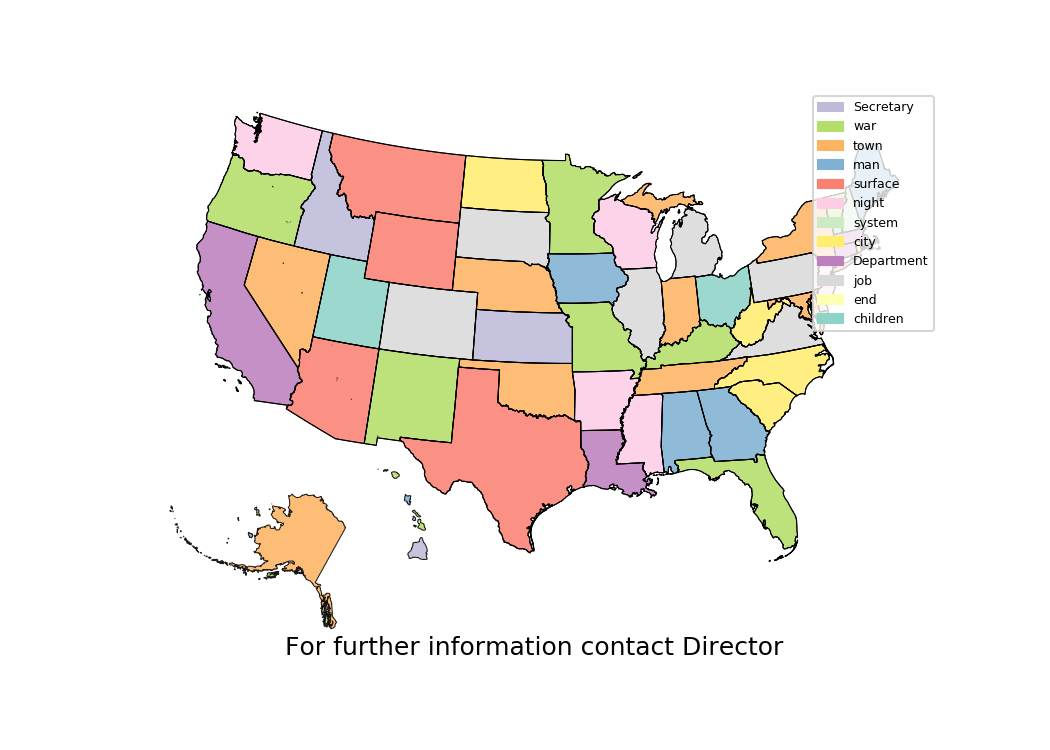 Secretary
war
town
man
surface
night
system
city
Department
job
end
children
For further information contact Director